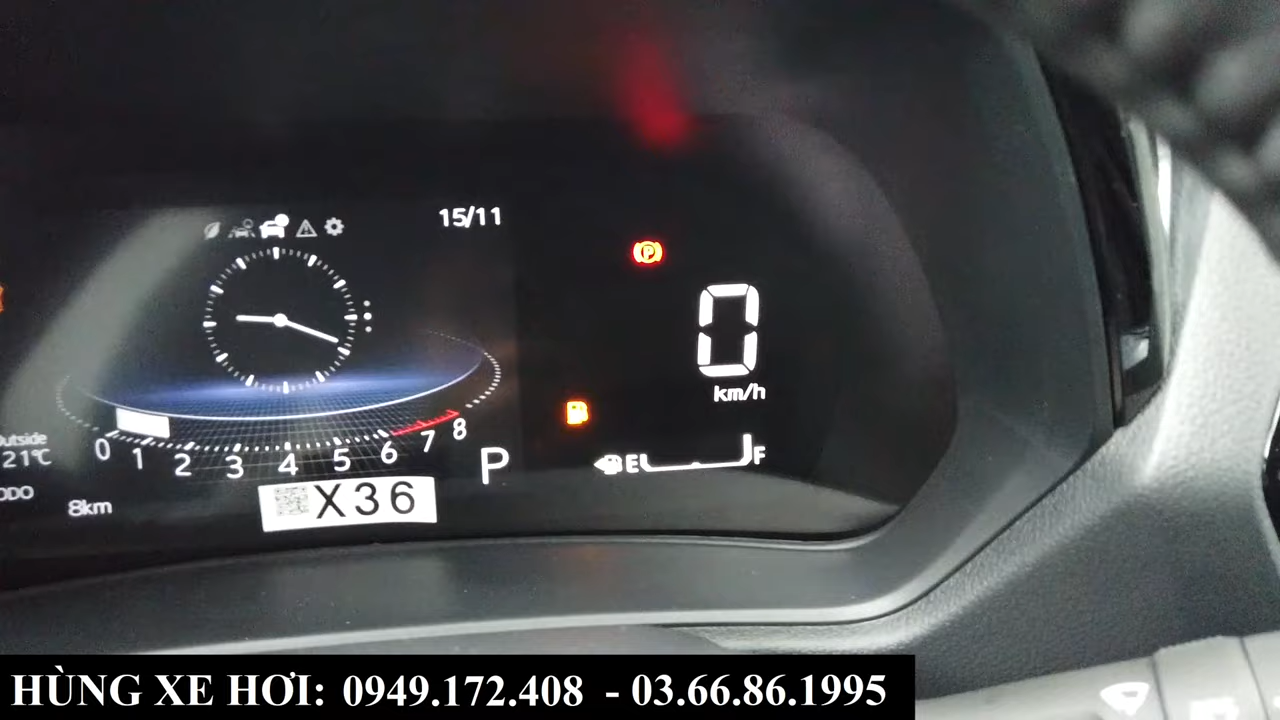 15/11
P
0
km/h
utside
21℃
0 1 2 3 4 5 6 7 8
P
E F
ODO
8km
X36
HÙNG XE HƠI: 0949.172.408 - 03.66.86.1995